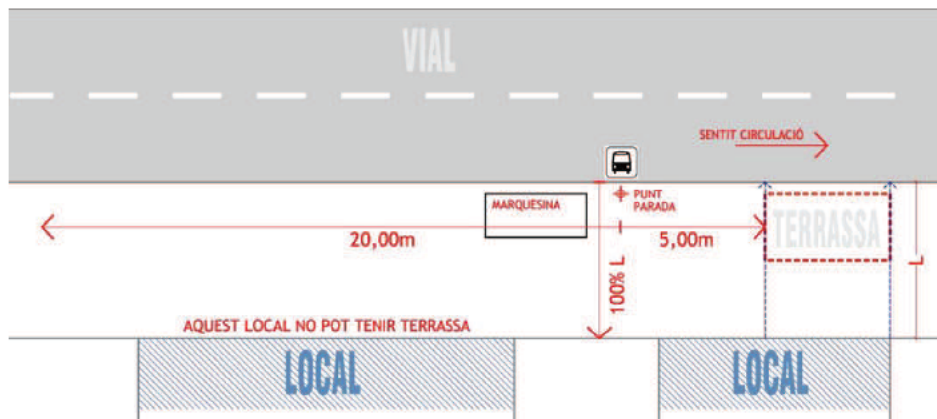 VIAL
SENTIT CIRCULACIÓ
MARQUESINA
PUNT
PARADA
TERRASSA
20,00m
5,00m
100% L
L
AQUEST LOCAL NO POT TENIR TERRASSA
LOCAL
LOCAL